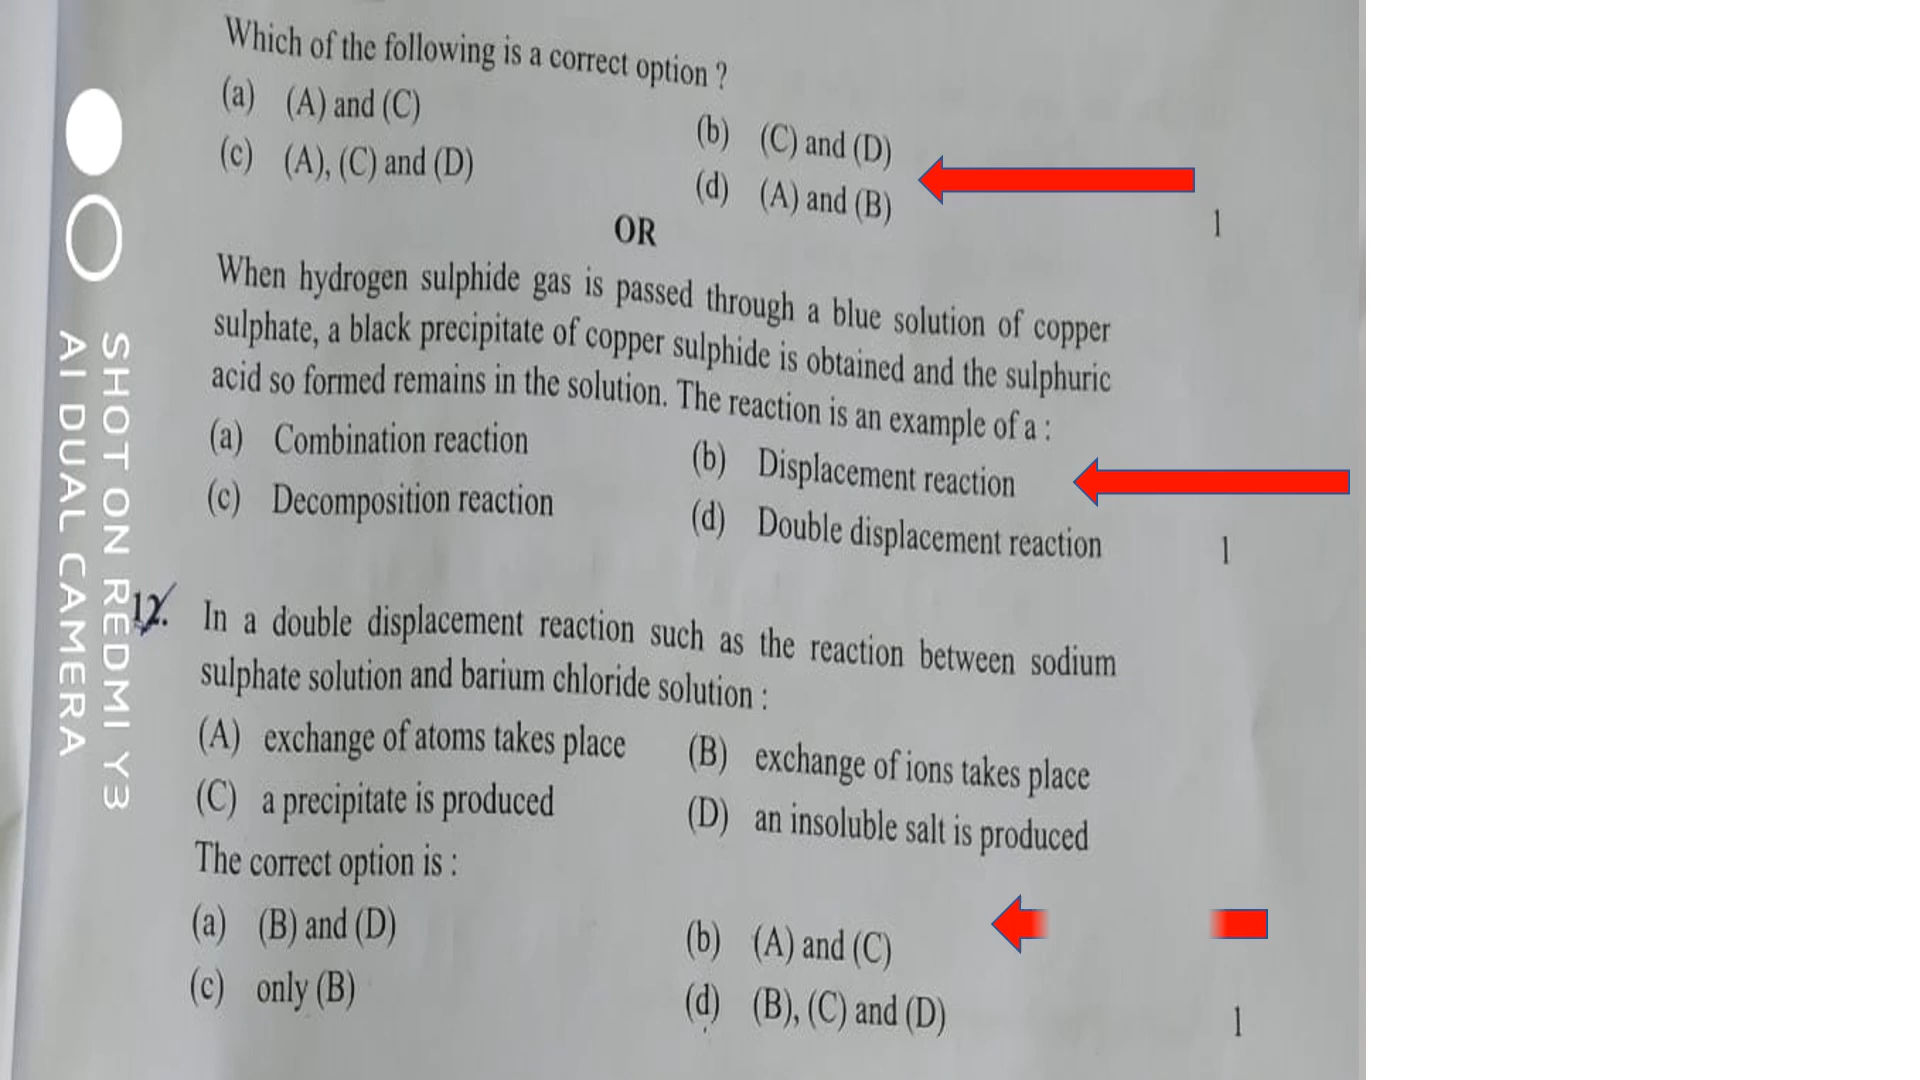 Which of the following is a correct option ?
(a) (A) and (C)
(b) (C) and (D)
(c) (A), (C) and (D)
(d) (A) and (B)
1
OR
When hydrogen sulphide gas is passed through a blue solution of copper
sulphate, a black precipitate of copper sulphide is obtained and the sulphuric
acid so formed remains in the solution. The reaction is an example of a :
(a) Combination reaction
(b) Displacement reaction
(c) Decomposition reaction
(d) Double displacement reaction
1
12. In a double displacement reaction such as the reaction between sodium
sulphate solution and barium chloride solution :
(A) exchange of atoms takes place
(B) exchange of ions takes place
(C) a precipitate is produced
(D) an insoluble salt is produced
The correct option is :
(a) (B) and (D)
(b) (A) and (C)
(c) only (B)
(d) (B), (C) and (D)
1
SHOT ON REDMI Y3
AI DUAL CAMERA